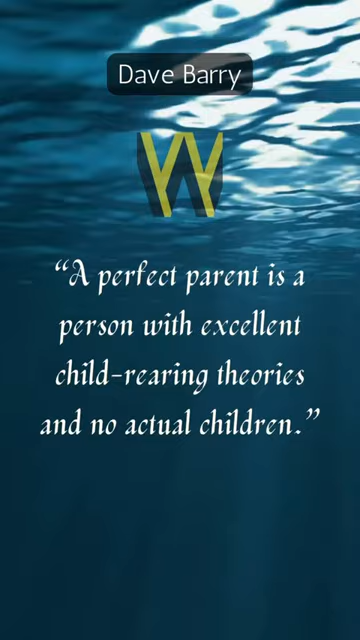 Dave Barry
W
“A perfect parent is a
person with excellent
child-rearing theories
and no actual children.”